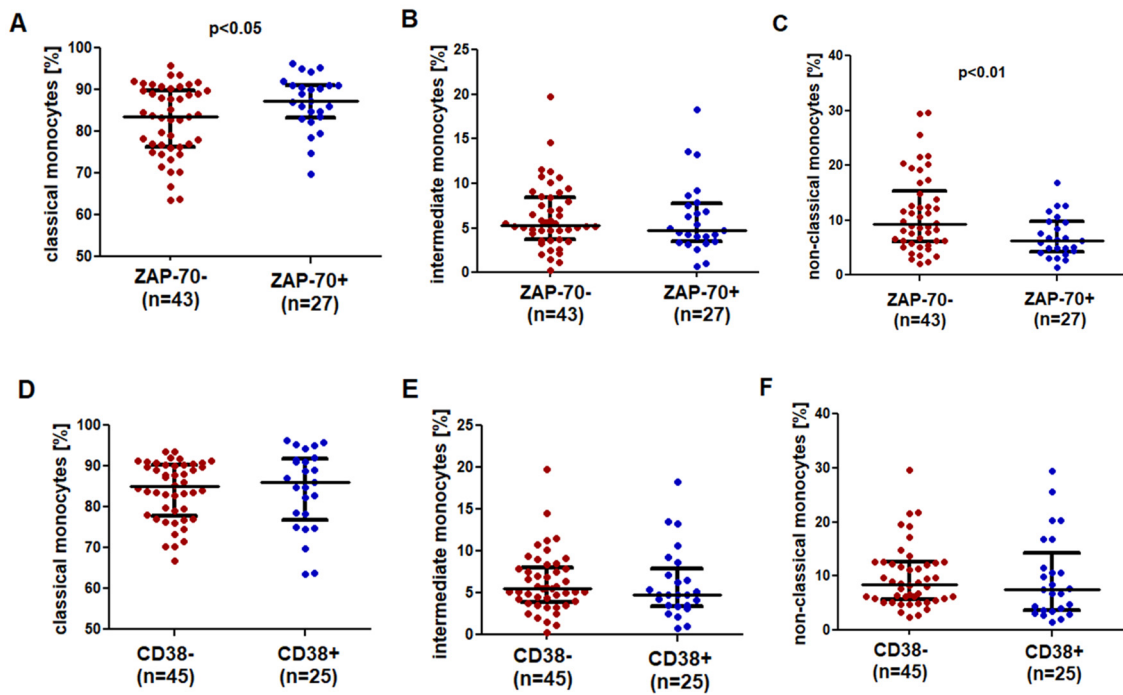 A
p<0.05
classical monocytes [%]
100
90
80
70
60
50
ZAP-70-
(n=43)
ZAP-70+
(n=27)
B
intermediate monocytes [%]
25
20
15
10
5
0
ZAP-70-
(n=43)
ZAP-70+
(n=27)
C
p<0.01
non-classical monocytes [%]
40
30
20
10
0
ZAP-70-
(n=43)
ZAP-70+
(n=27)
D
classical monocytes [%]
100
90
80
70
60
50
CD38-
(n=45)
CD38+
(n=25)
E
intermediate monocytes [%]
25
20
15
10
5
0
CD38-
(n=45)
CD38+
(n=25)
F
non-classical monocytes [%]
40
30
20
10
0
CD38-
(n=45)
CD38+
(n=25)